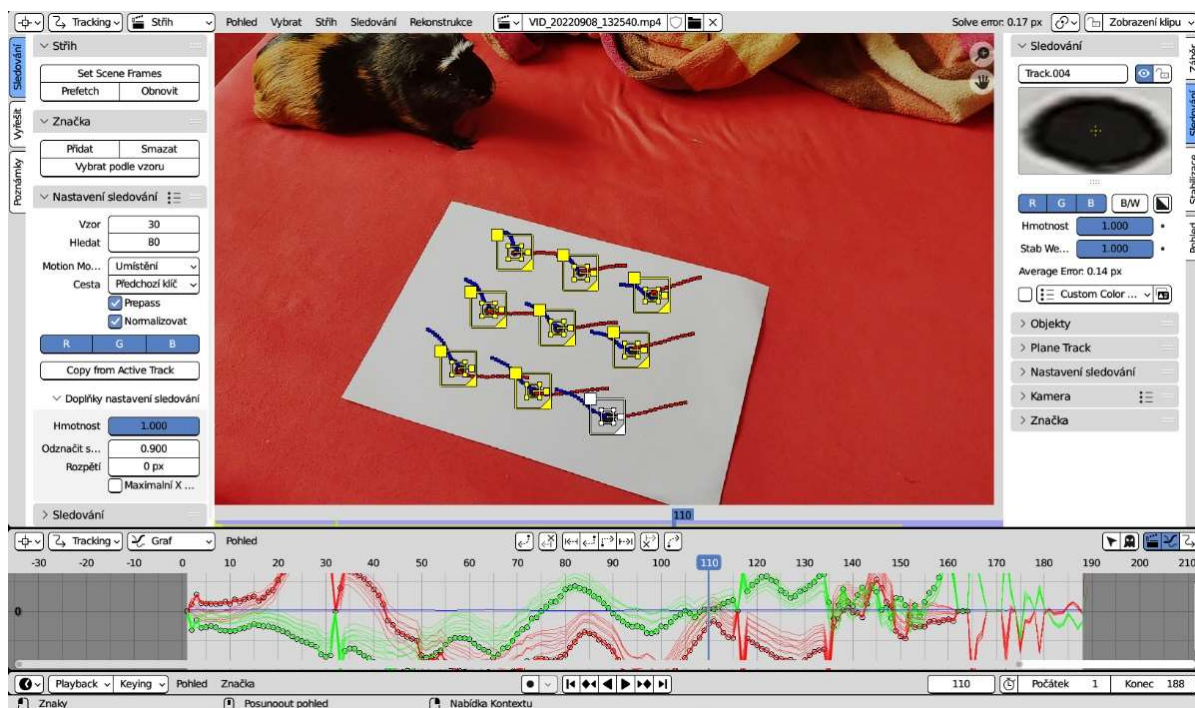 Tracking Střih Pohled Vybrat Střih Sledování Rekonstrukce VID_20220908_132540.mp4 Solve error: 0.17 px Zobrazení klipu
Sledování
Vyřešit
Poznámky
Střih
Set Scene Frames
Prefetch Obnovit
Značka
Přidat Smazat
Vybrat podle vzoru
Nastavení sledování
Vzor 30
Hledat 80
Motion Mo... Umístění
Cesta Předchozí klíč
Prepass
Normalizovat
R G B
Copy from Active Track
Doplňky nastavení sledování
Hmotnost 1.000
Odznačit s... 0.900
Rozpětí 0 px
Maximalní X ...
Sledování
110
Sledování
Track.004
R G B B/W
Hmotnost 1.000
Stab We... 1.000
Average Error: 0.14 px
Custom Color ...
Objekty
Plane Track
Nastavení sledování
Kamera
Značka
Záběr
Sledování
Stabilizace
Pohled
Tracking Graf Pohled
-30 -20 -10 0 10 20 30 40 50 60 70 80 90 100 110 120 130 140 150 160 170 180 190 200 210
0
Playback Keying Pohled Značka 110 Počátek 1 Konec 188
Znaky Posunoout pohled Nabídka Kontextu